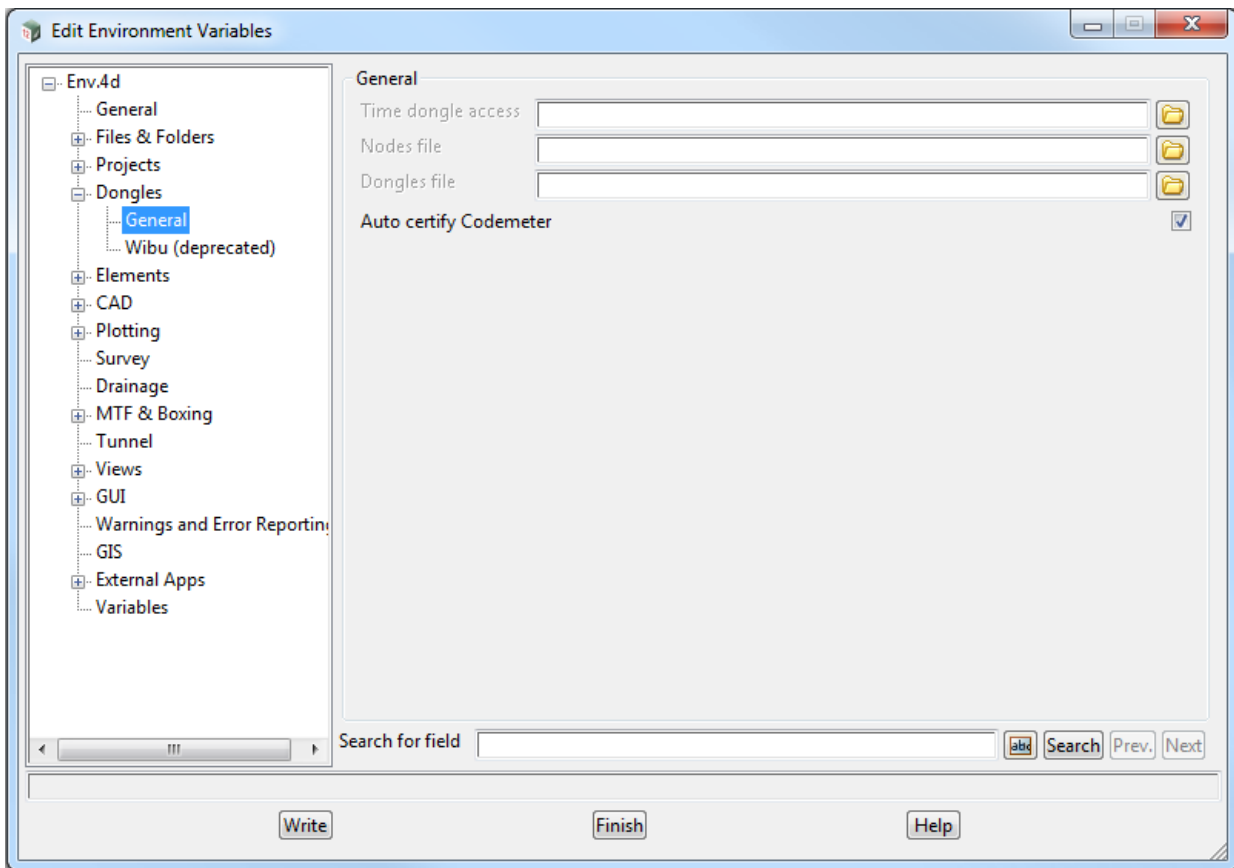 Edit Environment Variables
Env.4d
General
Files & Folders
Projects
Dongles
General
Wibu (deprecated)
Elements
CAD
Plotting
Survey
Drainage
MTF & Boxing
Tunnel
Views
GUI
Warnings and Error Reporting
GIS
External Apps
Variables
General
Time dongle access
Nodes file
Dongles file
Auto certify Codemeter
Search for field abc Search Prev. Next
Write Finish Help